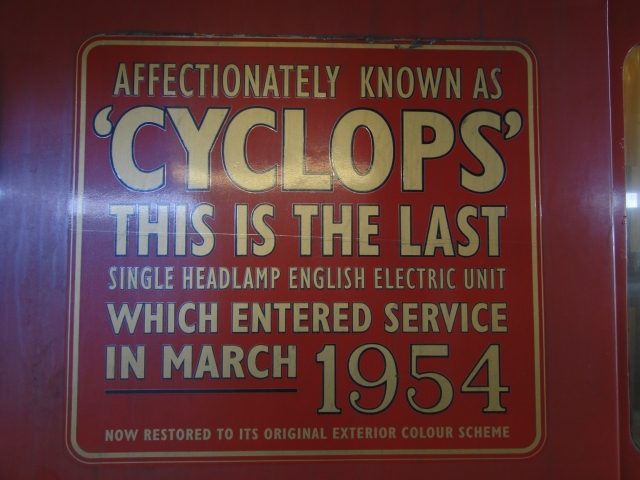 AFFECTIONATELY KNOWN AS
'CYCLOPS'
THIS IS THE LAST
SINGLE HEADLAMP ENGLISH ELECTRIC UNIT
WHICH ENTERED SERVICE
IN MARCH 1954
NOW RESTORED TO ITS ORIGINAL EXTERIOR COLOUR SCHEME